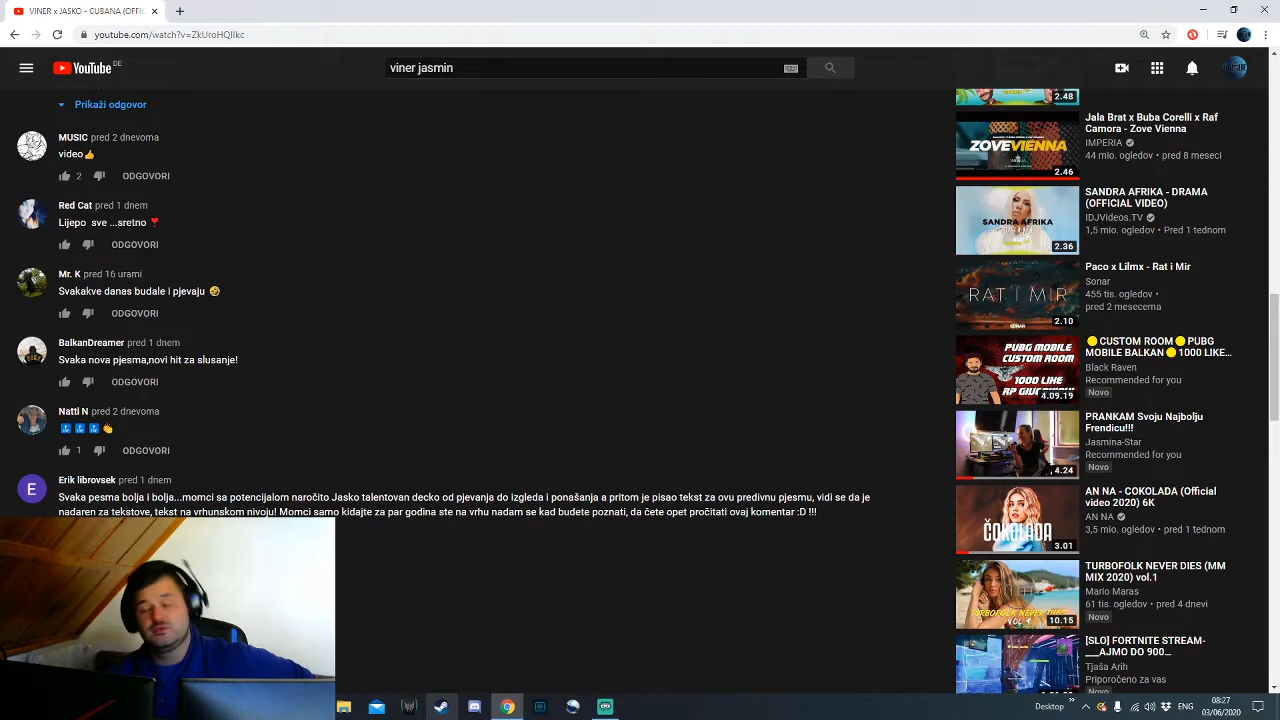 VINER x JASKO - CUBANA (OFFI
youtube.com/watch?v=ZkUroHQIlkc
YouTube DE
viner jasmin
Prikaži odgovor
MUSIC pred 2 dnevoma
video👍
2 ODGOVORI
Red Cat pred 1 dnem
Lijepo sve ...sretno ❣
ODGOVORI
Mr. K pred 16 urami
Svakakve danas budale i pjevaju 🤣
ODGOVORI
BalkanDreamer pred 1 dnem
Svaka nova pjesma,novi hit za slusanje!
ODGOVORI
Natti N pred 2 dnevoma
1 ODGOVORI
E
Erik librovsek pred 1 dnem
Svaka pesma bolja i bolja...momci sa potencijalom naročito Jasko talentovan decko od pjevanja do izgleda i ponašanja a pritom je pisao tekst za ovu predivnu pjesmu, vidi se da je
nadaren za tekstove, tekst na vrhunskom nivoju! Momci samo kidajte za par godina ste na vrhu nadam se kad budete poznati, da čete opet pročitati ovaj komentar :D !!!
2.48
ZOVEVIENNA
2.46
Jala Brat x Buba Corelli x Raf
Camora - Zove Vienna
IMPERIA
44 mio. ogledov • pred 8 meseci
SANDRA AFRIKA
2.36
SANDRA AFRIKA - DRAMA
(OFFICIAL VIDEO)
IDJVideos.TV
1,5 mio. ogledov • Pred 1 tednom
RAT I MIR
SONAR
2.10
Paco x Lilmx - Rat i Mir
Sonar
455 tis. ogledov •
pred 2 mesecema
PUBG MOBILE
CUSTOM ROOM
1000 LIKE
4.09.19
🟡CUSTOM ROOM🟡PUBG
MOBILE BALKAN🟡1000 LIKE...
Black Raven
Recommended for you
Novo
4.24
PRANKAM Svoju Najbolju
Frendicu!!!
Jasmina-Star
Recommended for you
Novo
ČOKOLADA
3.01
AN NA - COKOLADA (Official
video 2020) 6K
AN NA
3,5 mio. ogledov • pred 1 tednom
TURBOFOLK NEVER DIES
VOL 1
10.15
TURBOFOLK NEVER DIES (MM
MIX 2020) vol.1
Mario Maras
61 tis. ogledov • pred 4 dnevi
Novo
[SLO] FORTNITE STREAM-
___AJMO DO 900...
Tjaša Arih
Priporočeno za vas
Novo
Desktop
ENG
08:27
03/06/2020